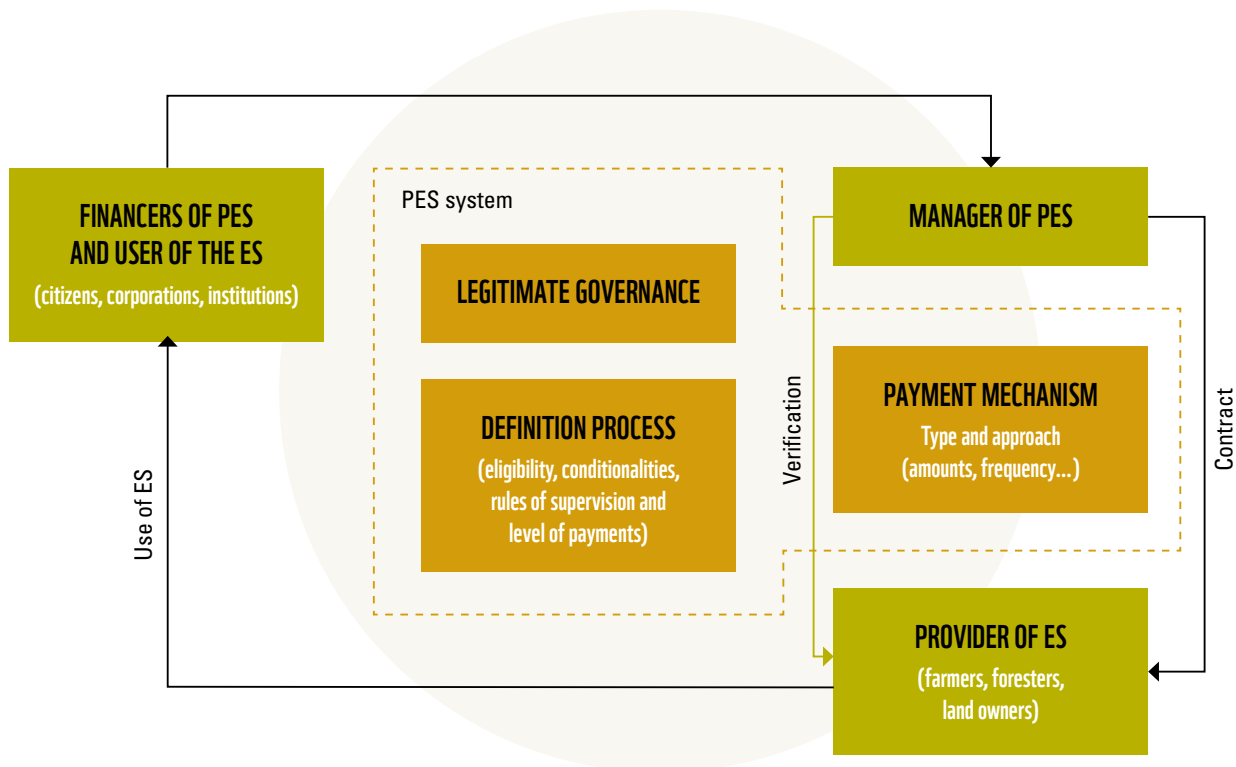 FINANCERS OF PES
AND USER OF THE ES
(citizens, corporations, institutions)
PES system
LEGITIMATE GOVERNANCE
DEFINITION PROCESS
(eligibility, conditionalities,
rules of supervision and
level of payments)
MANAGER OF PES
Verification
PAYMENT MECHANISM
Type and approach
(amounts, frequency...)
Contract
PROVIDER OF ES
(farmers, foresters,
land owners)
Use of ES